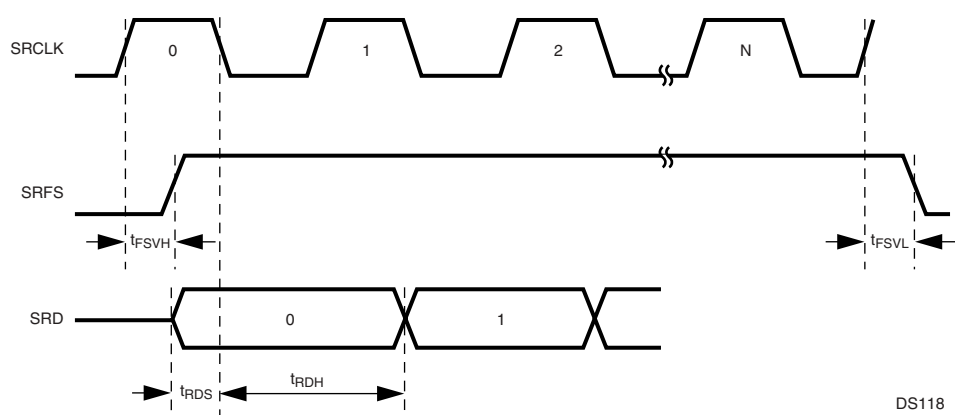 SRCLK
0
1
2
N
SRFS
tFSVH
tFSVL
SRD
0
1
tRDS
tRDH
DS118